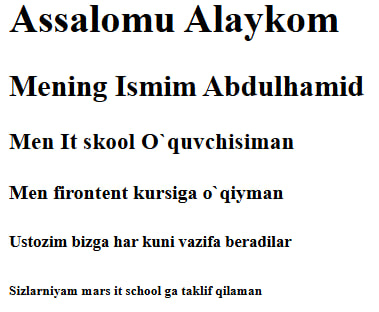 Assalomu Alaykom
Mening Ismim Abdulhamid
Men It skool O`quvchisiman
Men firontent kursiga o`qiyman
Ustozim bizga har kuni vazifa beradilar
Sizlarniyam mars it school ga taklif qilaman